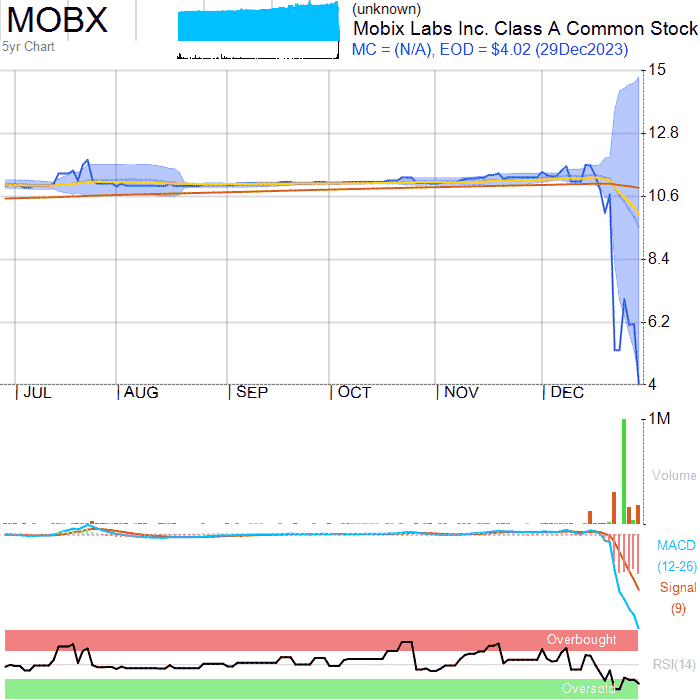 MOBX
5yr Chart
(unknown)
Mobix Labs Inc. Class A Common Stock
MC = (N/A), EOD = $4.02 (29Dec2023)
15
12.8
10.6
8.4
6.2
4
JUL AUG SEP OCT NOV DEC
1M
Volume
MACD
(12-26)
Signal
(9)
Overbought
RSI(14)
Oversold